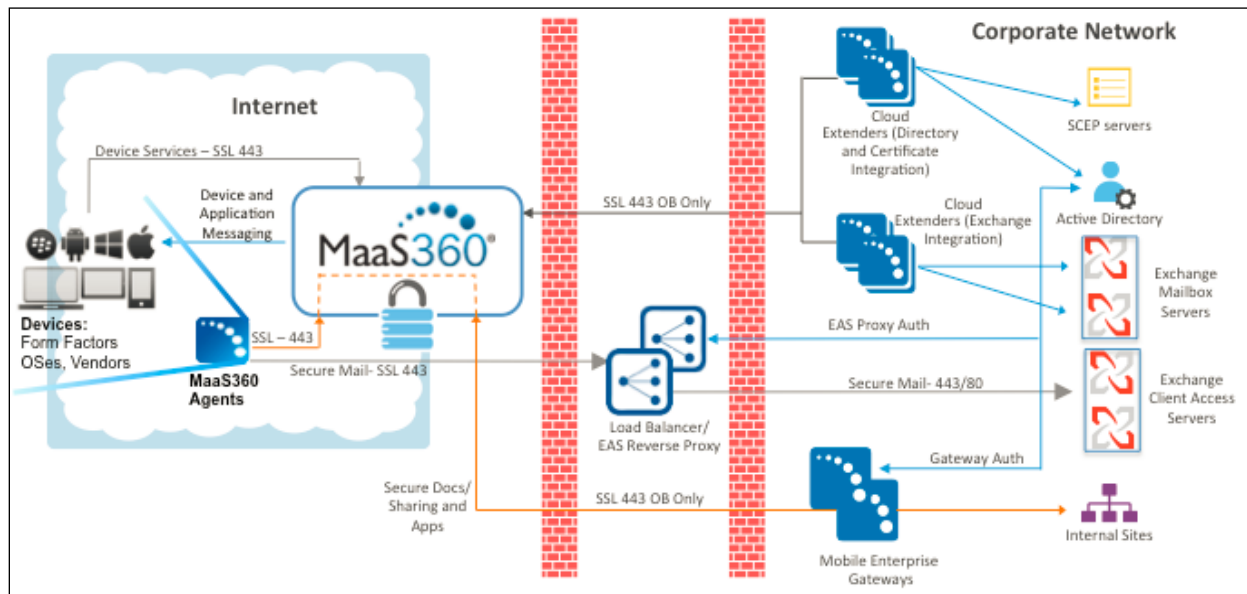 Corporate Network
Internet
Device Services – SSL 443
Device and
Application
Messaging
MaaS360®
Devices:
Form Factors
OSes, Vendors
MaaS360
Agents
SSL – 443
Secure Mail- SSL 443
Secure Docs/
Sharing and
Apps
SSL 443 OB Only
Load Balancer/
EAS Reverse Proxy
SSL 443 OB Only
Cloud
Extenders (Directory
and Certificate
Integration)
Cloud
Extenders (Exchange
Integration)
EAS Proxy Auth
Secure Mail- 443/80
Gateway Auth
Mobile Enterprise
Gateways
SCEP servers
Active Directory
Exchange
Mailbox
Servers
Exchange
Client Access
Servers
Internal Sites